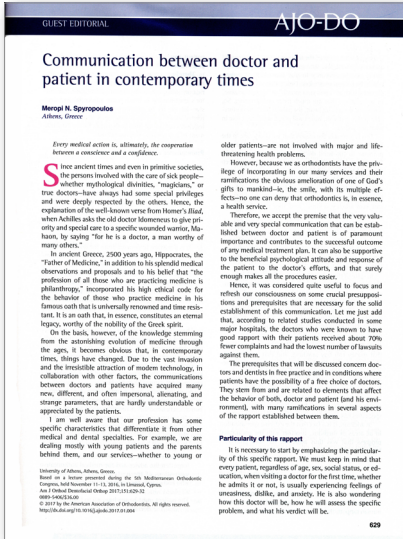 GUEST EDITORIAL
AJO-DO
Communication between doctor and
patient in contemporary times
Meropi N. Spyropoulos
Athens, Greece
Every medical action is, ultimately, the cooperation
between a conscience and a confidence.
Since ancient times and even in primitive societies,
the persons involved with the care of sick people—
whether mythological divinities, "magicians," or
true doctors—have always had some special privileges
and were deeply respected by the others. Hence, the
explanation of the well-known verse from Homer's Iliad,
when Achilles asks the old doctor Idomeneus to give pri-
ority and special care to a specific wounded warrior, Ma-
haon, by saying "for he is a doctor, a man worthy of
many others."
In ancient Greece, 2500 years ago, Hippocrates, the
"Father of Medicine," in addition to his splendid medical
observations and proposals and to his belief that "the
profession of all those who are practicing medicine is
philanthropy," incorporated his high ethical code for
the behavior of those who practice medicine in his
famous oath that is universally renowned and time resis-
tant. It is an oath that, in essence, constitutes an eternal
legacy, worthy of the nobility of the Greek spirit.
On the basis, however, of the knowledge stemming
from the astonishing evolution of medicine through
the ages, it becomes obvious that, in contemporary
times, things have changed. Due to the vast invasion
and the irresistible attraction of modern technology, in
collaboration with other factors, the communications
between doctors and patients have acquired many
new, different, and often impersonal, alienating, and
strange parameters, that are hardly understandable or
appreciated by the patients.
I am well aware that our profession has some
specific characteristics that differentiate it from other
medical and dental specialties. For example, we are
dealing mostly with young patients and the parents
behind them, and our services—whether to young or
University of Athens, Athens, Greece.
Based on a lecture presented during the 5th Mediterranean Orthodontic
Congress, held November 11-13, 2016, in Limassol, Cyprus.
Am J Orthod Dentofacial Orthop 2017;151:629-32
0889-5406/$36.00
© 2017 by the American Association of Orthodontists. All rights reserved.
http://dx.doi.org/10.1016/j.ajodo.2017.01.004
older patients—are not involved with major and life-
threatening health problems.
However, because we as orthodontists have the privi-
lege of incorporating in our many services and their
ramifications the obvious amelioration of one of God's
gifts to mankind—ie, the smile, with its multiple ef-
fects—no one can deny that orthodontics is, in essence,
a health service.
Therefore, we accept the premise that the very valu-
able and very special communication that can be estab-
lished between doctor and patient is of paramount
importance and contributes to the successful outcome
of any medical treatment plan. It can also be supportive
to the beneficial psychological attitude and response of
the patient to the doctor's efforts, and that surely
enough makes all the procedures easier.
Hence, it was considered quite useful to focus and
refresh our consciousness on some crucial presupposi-
tions and prerequisites that are necessary for the solid
establishment of this communication. Let me just add
that, according to related studies conducted in some
major hospitals, the doctors who were known to have
good rapport with their patients received about 70%
fewer complaints and had the lowest number of lawsuits
against them.
The prerequisites that will be discussed concern doc-
tors and dentists in free practice and in conditions where
patients have the possibility of a free choice of doctors.
They stem from and are related to elements that affect
the behavior of both, doctor and patient (and his envi-
ronment), with many ramifications in several aspects
of the rapport established between them.
Particularity of this rapport
It is necessary to start by emphasizing the particular-
ity of this specific rapport. We must keep in mind that
every patient, regardless of age, sex, social status, or ed-
ucation, when visiting a doctor for the first time, whether
he admits it or not, is usually experiencing feelings of
uneasiness, dislike, and anxiety. He is also wondering
how this doctor will be, how he will assess the specific
problem, and what his verdict will be.
629